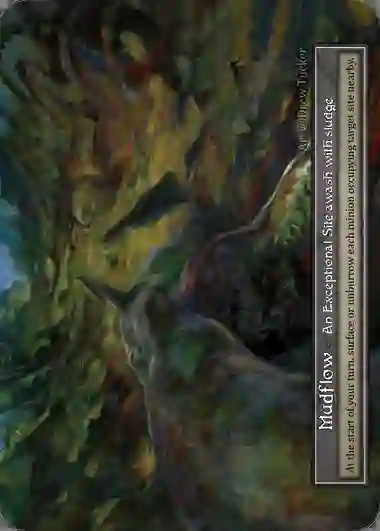 Mudflow - An Exceptional Site awash with sludge
At the start of your turn, surface or unburrow each minion occupying target site nearby.
Art © Drew Tucker